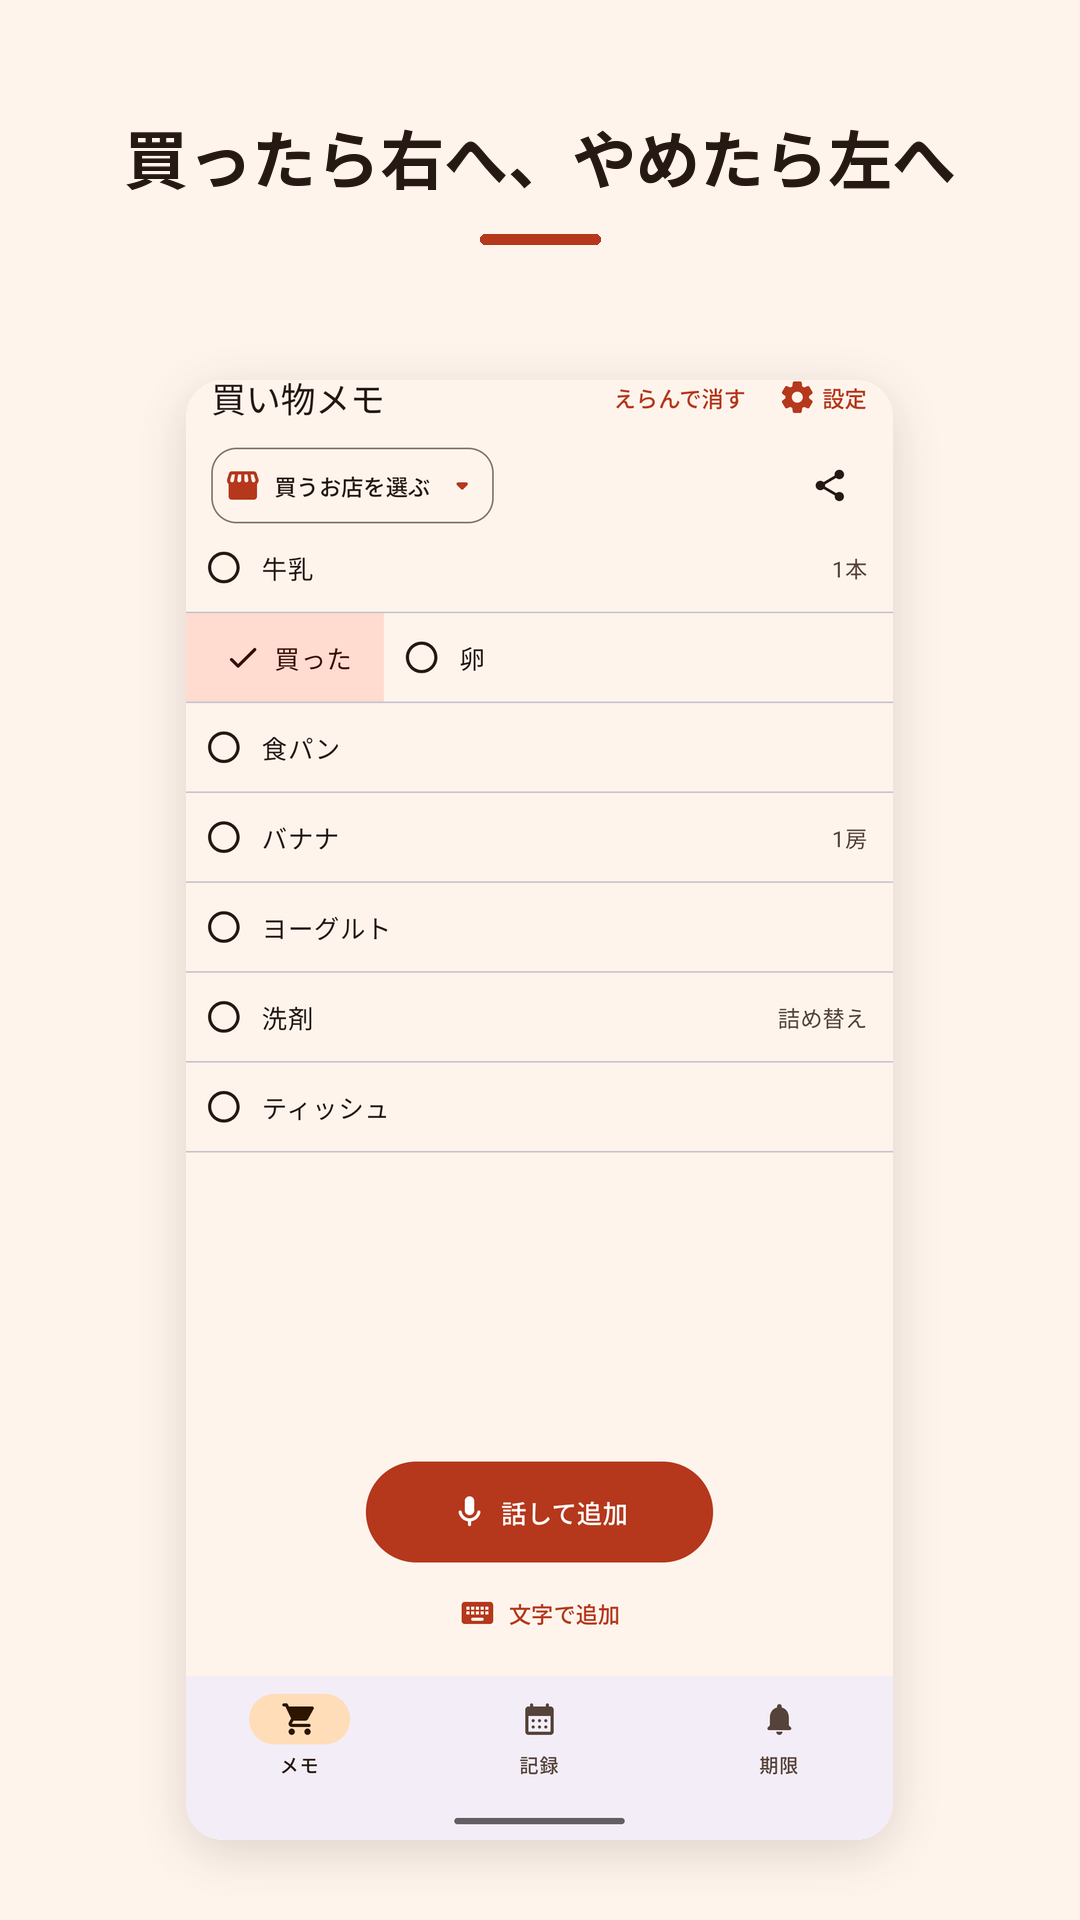 買ったら右へ、やめたら左へ
買い物メモ えらんで消す 設定
買うお店を選ぶ
牛乳 1本
買った 卵
食パン
バナナ 1房
ヨーグルト
洗剤 詰め替え
ティッシュ
話して追加
文字で追加
メモ 記録 期限